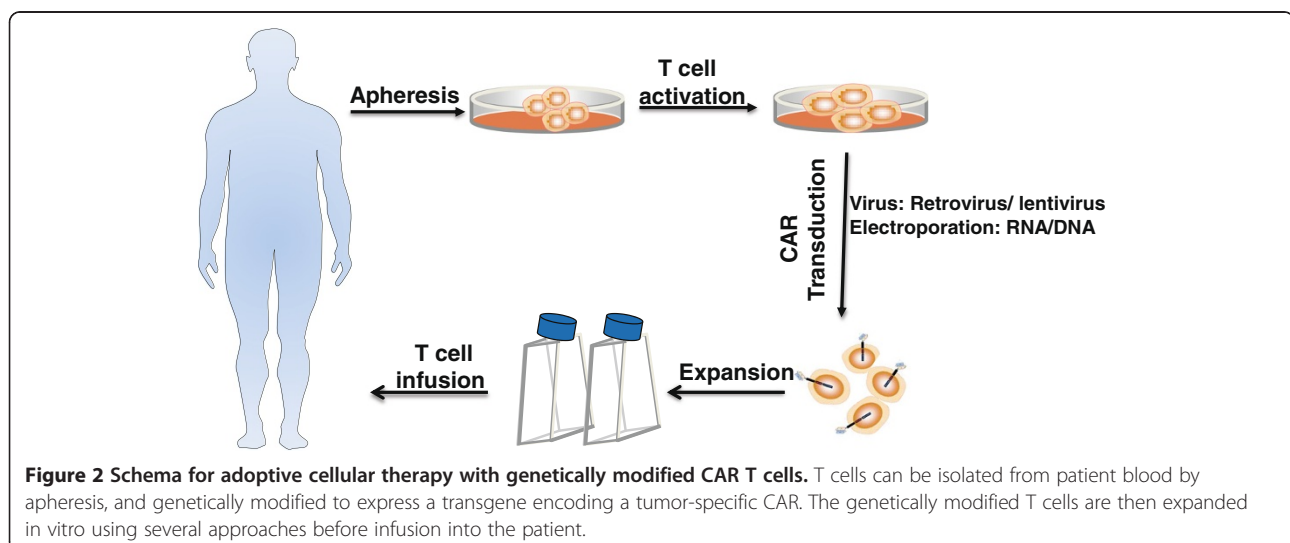 Apheresis
T cell
activation
CAR
Transduction
Virus: Retrovirus/ lentivirus
Electroporation: RNA/DNA
Expansion
T cell
infusion
Figure 2 Schema for adoptive cellular therapy with genetically modified CAR T cells. T cells can be isolated from patient blood by
apheresis, and genetically modified to express a transgene encoding a tumor-specific CAR. The genetically modified T cells are then expanded
in vitro using several approaches before infusion into the patient.